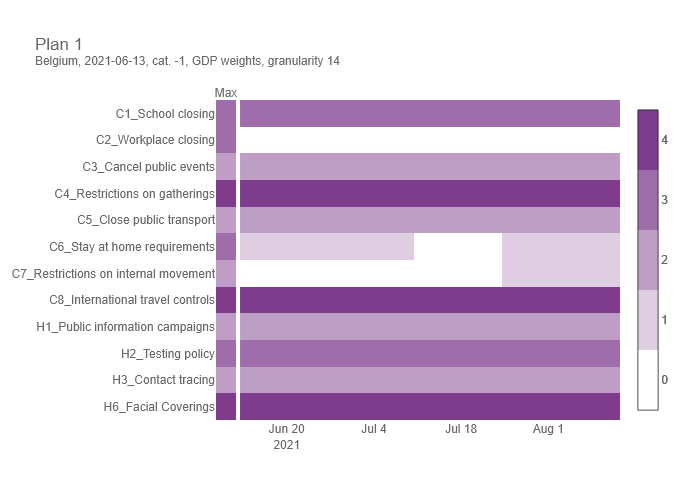 Plan 1
Belgium, 2021-06-13, cat. -1, GDP weights, granularity 14
Max
C1_School closing
C2_Workplace closing
C3_Cancel public events
C4_Restrictions on gatherings
C5_Close public transport
C6_Stay at home requirements
C7_Restrictions on internal movement
C8_International travel controls
H1_Public information campaigns
H2_Testing policy
H3_Contact tracing
H6_Facial Coverings
Jun 20
2021
Jul 4
Jul 18
Aug 1
4
3
2
1
0